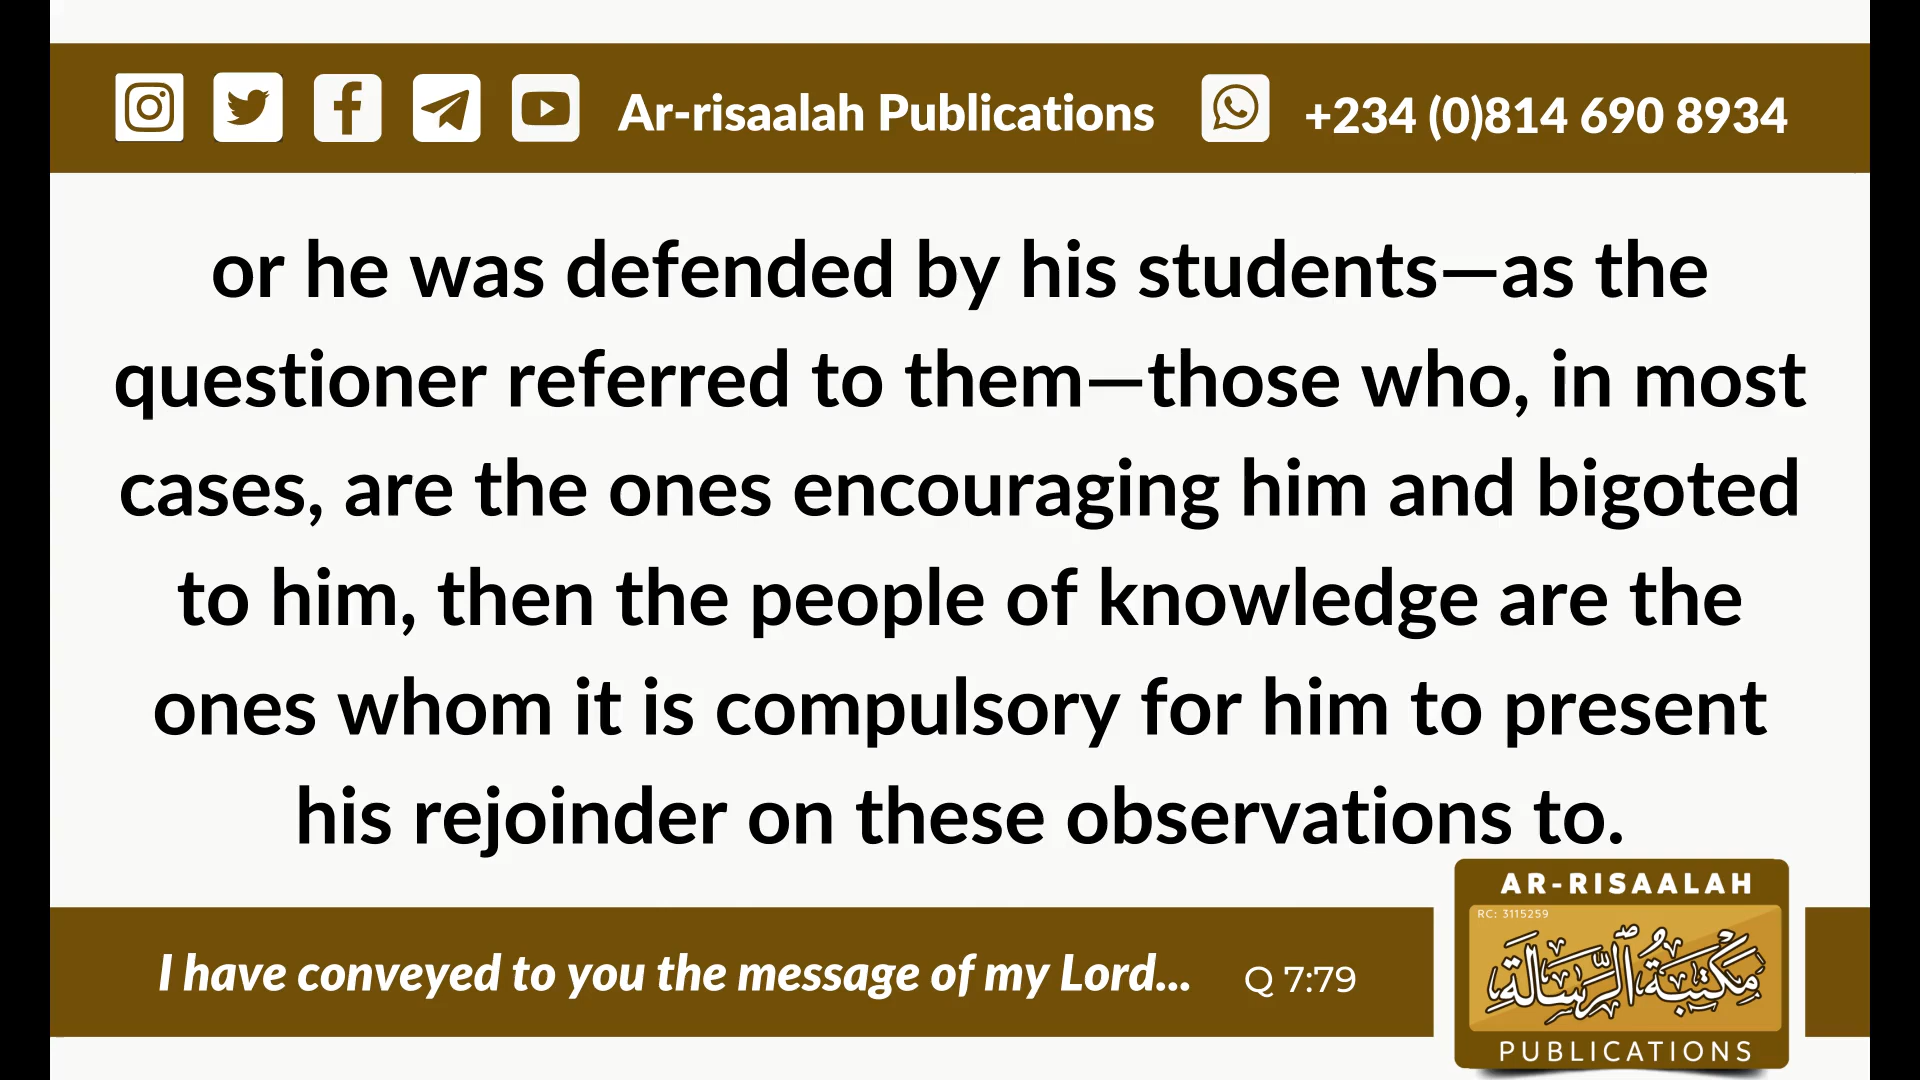 Ar-risaalah Publications +234 (0)814 690 8934
or he was defended by his students—as the
questioner referred to them—those who, in most
cases, are the ones encouraging him and bigoted
to him, then the people of knowledge are the
ones whom it is compulsory for him to present
his rejoinder on these observations to.
I have conveyed to you the message of my Lord... Q 7:79
AR-RISAALAH
RC: 3115259
مَكْتَبَةُ الرِّسَالَةِ
PUBLICATIONS